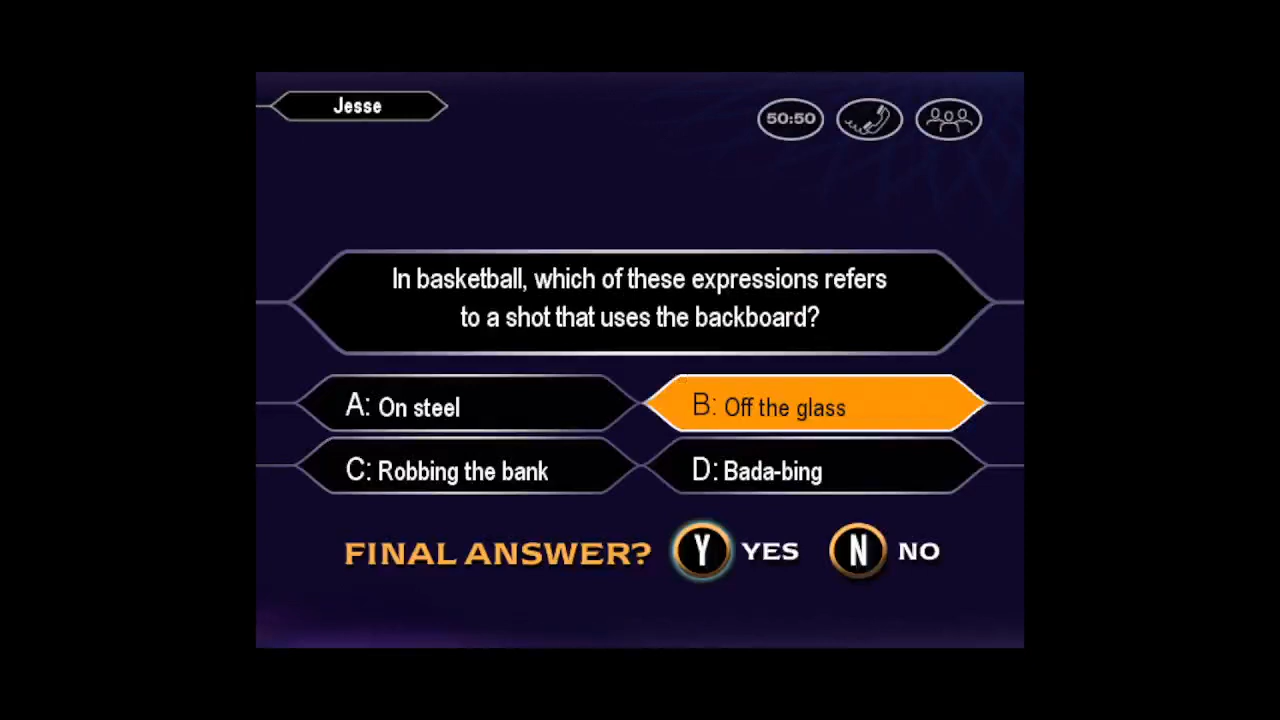 Jesse
50:50
In basketball, which of these expressions refers
to a shot that uses the backboard?
A: On steel
B: Off the glass
C: Robbing the bank
D: Bada-bing
FINAL ANSWER? Y YES N NO